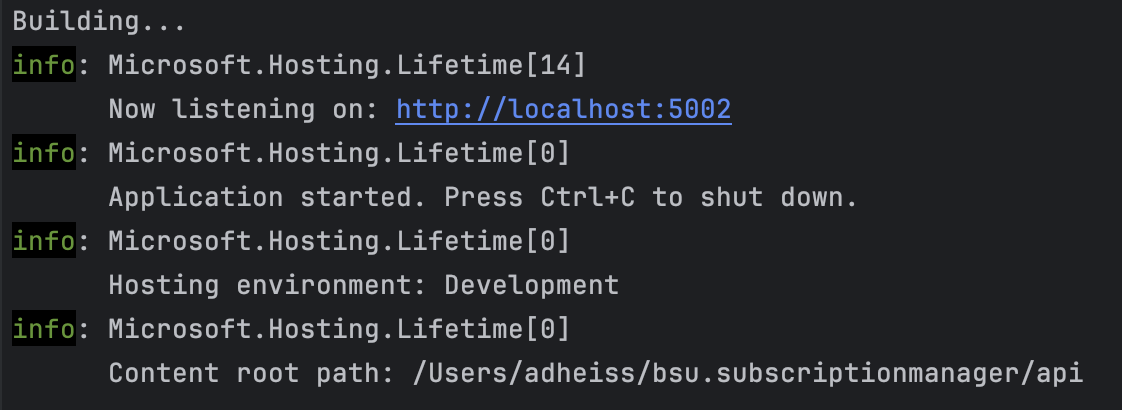 Building...
info: Microsoft.Hosting.Lifetime[14]
Now listening on: http://localhost:5002
info: Microsoft.Hosting.Lifetime[0]
Application started. Press Ctrl+C to shut down.
info: Microsoft.Hosting.Lifetime[0]
Hosting environment: Development
info: Microsoft.Hosting.Lifetime[0]
Content root path: /Users/adheiss/bsu.subscriptionmanager/api